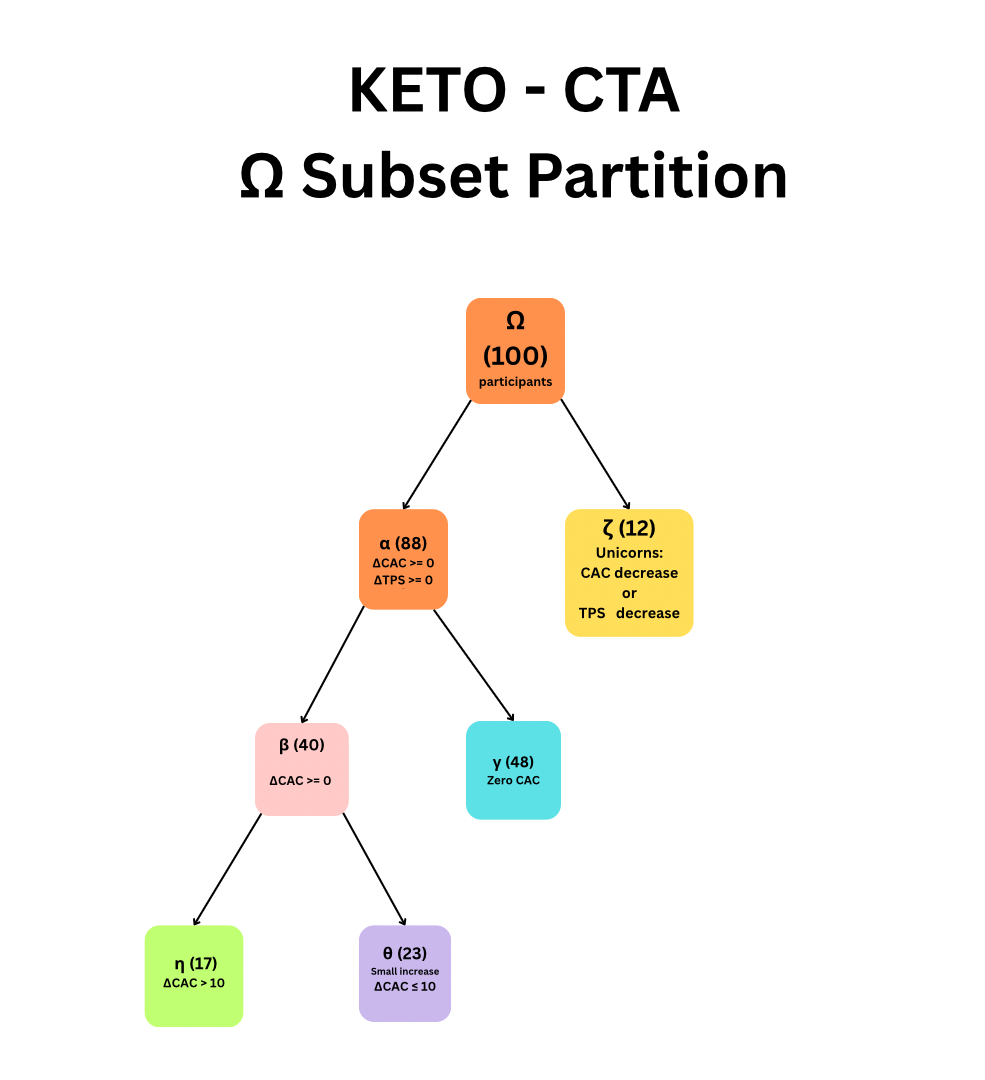 KETO - CTA
Ω Subset Partition
Ω
(100)
participants
α (88)
ΔCAC >= 0
ΔTPS >= 0
ζ (12)
Unicorns:
CAC decrease
or
TPS decrease
β (40)
ΔCAC >= 0
γ (48)
Zero CAC
η (17)
ΔCAC > 10
θ (23)
Small increase
ΔCAC ≤ 10